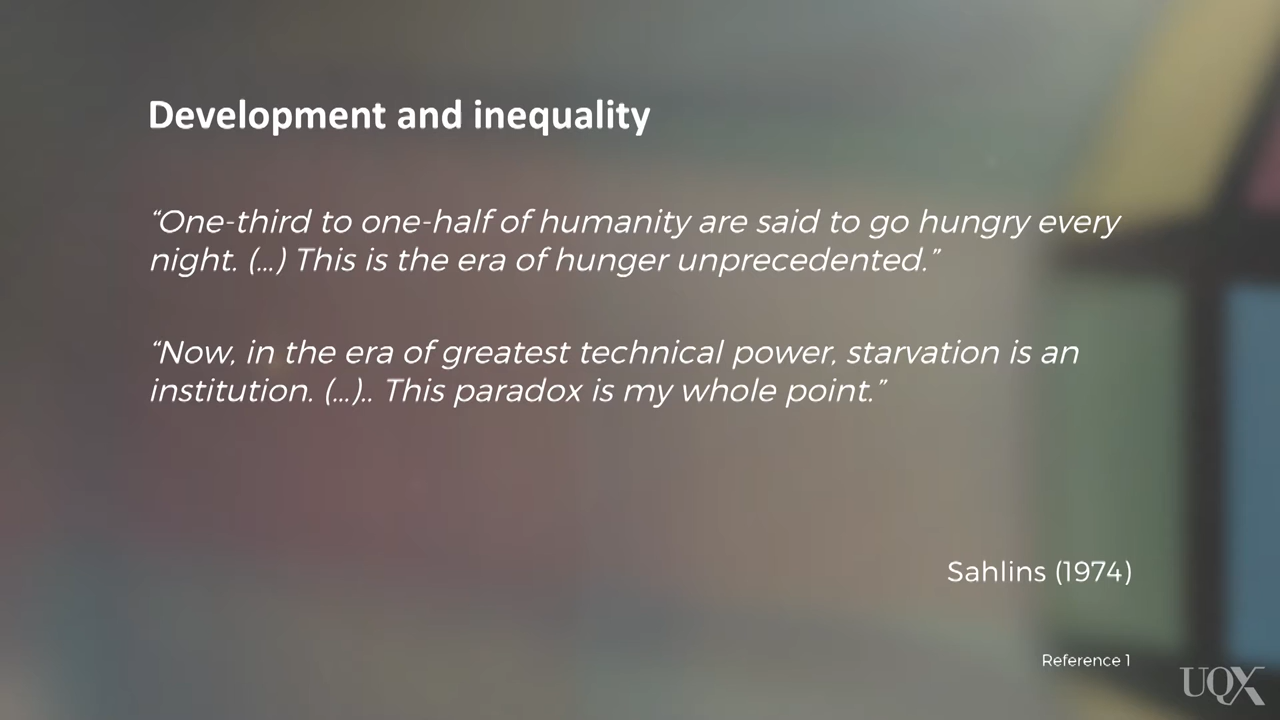 Development and inequality
“One-third to one-half of humanity are said to go hungry every
night. (...) This is the era of hunger unprecedented.”
“Now, in the era of greatest technical power, starvation is an
institution. (...).. This paradox is my whole point.”
Sahlins (1974)
Reference 1
UQX